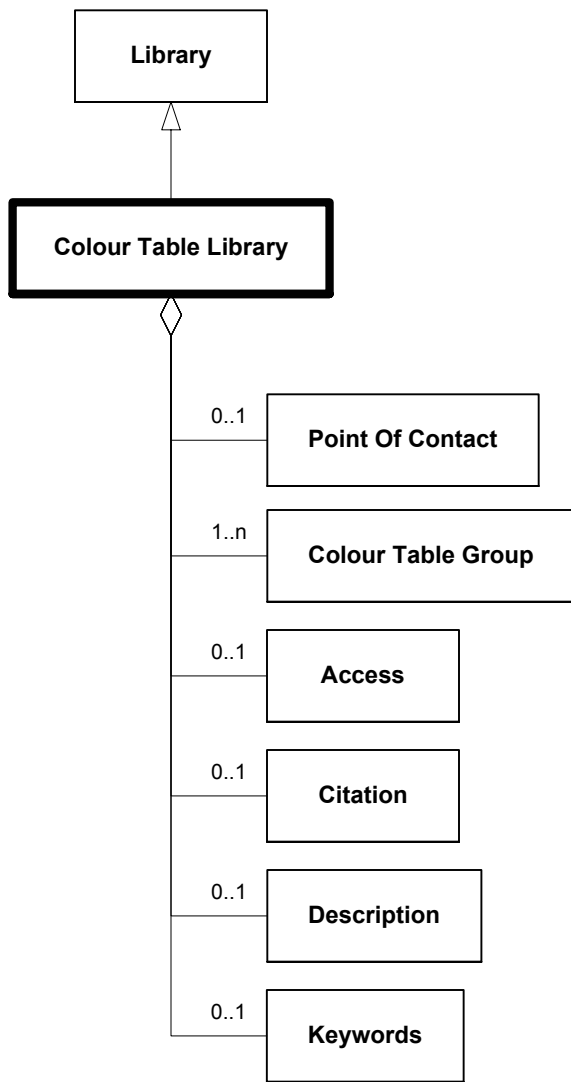 Library
Colour Table Library
0..1
Point Of Contact
1..n
Colour Table Group
0..1
Access
0..1
Citation
0..1
Description
0..1
Keywords